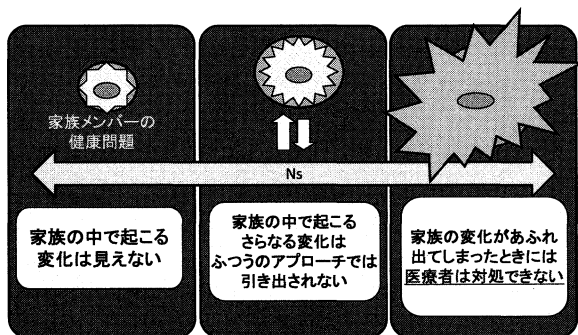 家族メンバーの
健康問題
Ns
家族の中で起こる
変化は見えない
家族の中で起こる
さらなる変化は
ふつうのアプローチでは
引き出されない
家族の変化があふれ
出てしまったときには
医療者は対処できない